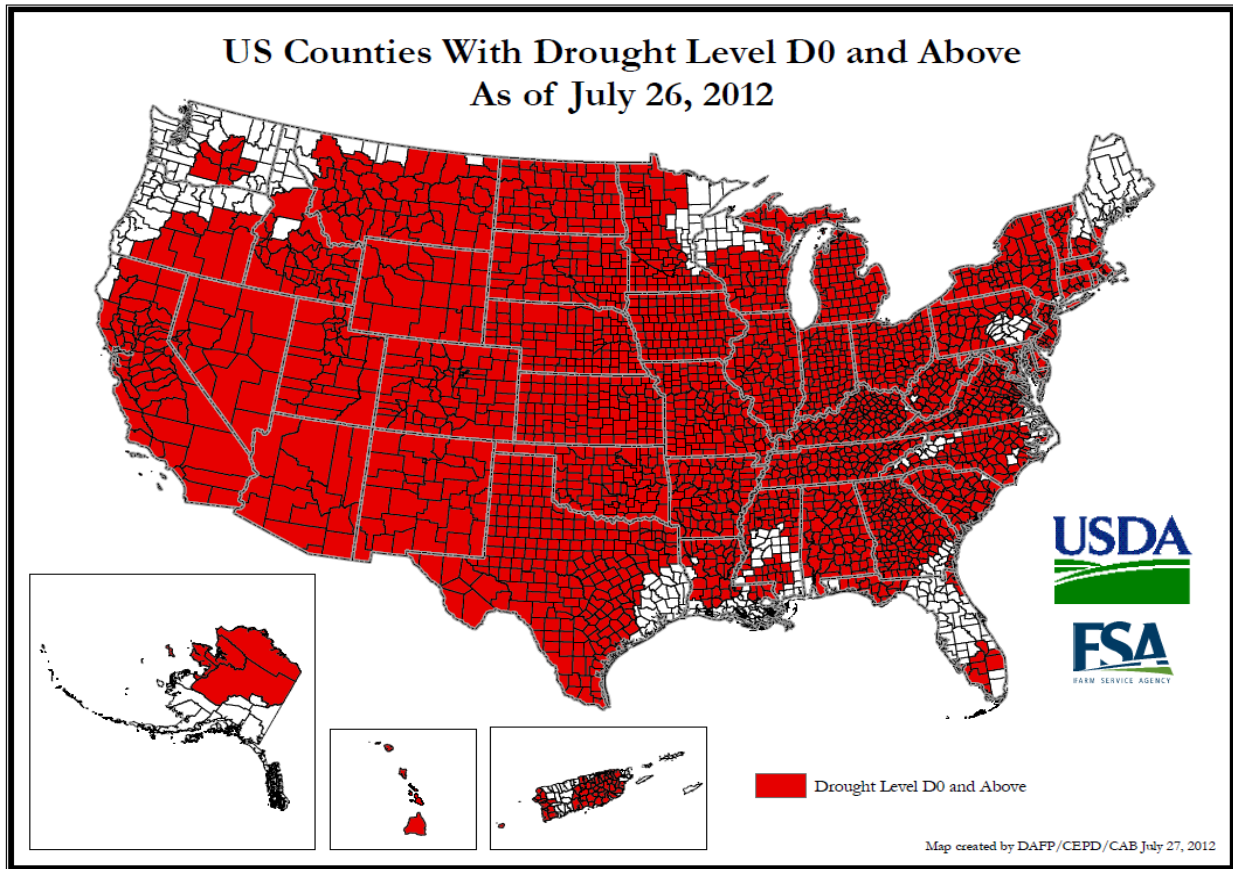 US Counties With Drought Level D0 and Above
As of July 26, 2012
USDA
FSA
FARM SERVICE AGENCY
Drought Level D0 and Above
Map created by DAFP/CEPD/CAB July 27, 2012